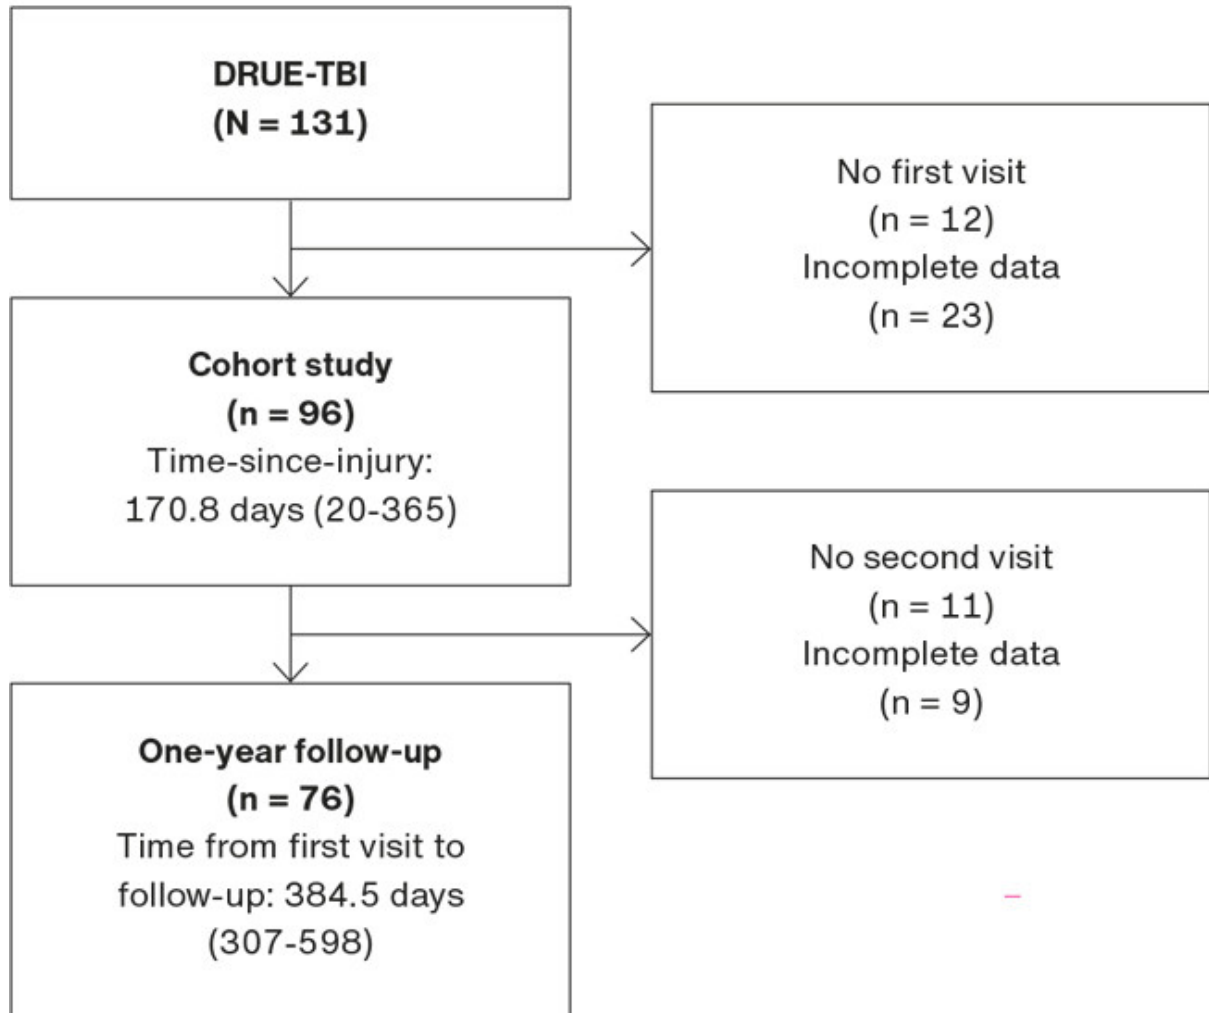 DRUE-TBI
(N = 131)
No first visit
(n = 12)
Incomplete data
(n = 23)
Cohort study
(n = 96)
Time-since-injury:
170.8 days (20-365)
No second visit
(n = 11)
Incomplete data
(n = 9)
One-year follow-up
(n = 76)
Time from first visit to
follow-up: 384.5 days
(307-598)